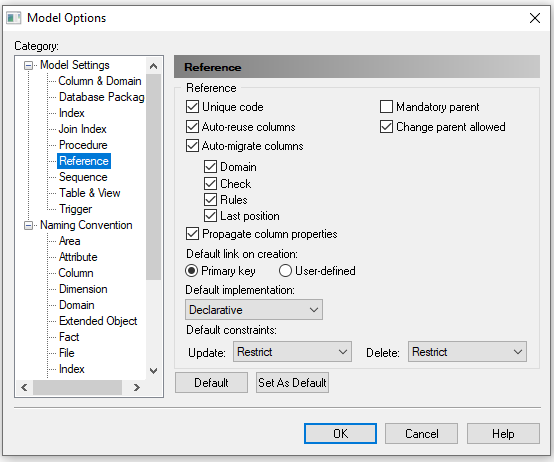 Model Options
Category:
Model Settings
Column & Domain
Database Packag
Index
Join Index
Procedure
Reference
Sequence
Table & View
Trigger
Naming Convention
Area
Attribute
Column
Dimension
Domain
Extended Object
Fact
File
Index
Reference
Reference
Unique code
Mandatory parent
Auto-reuse columns
Change parent allowed
Auto-migrate columns
Domain
Check
Rules
Last position
Propagate column properties
Default link on creation:
Primary key
User-defined
Default implementation:
Declarative
Default constraints:
Update: Restrict
Delete: Restrict
Default
Set As Default
OK
Cancel
Help